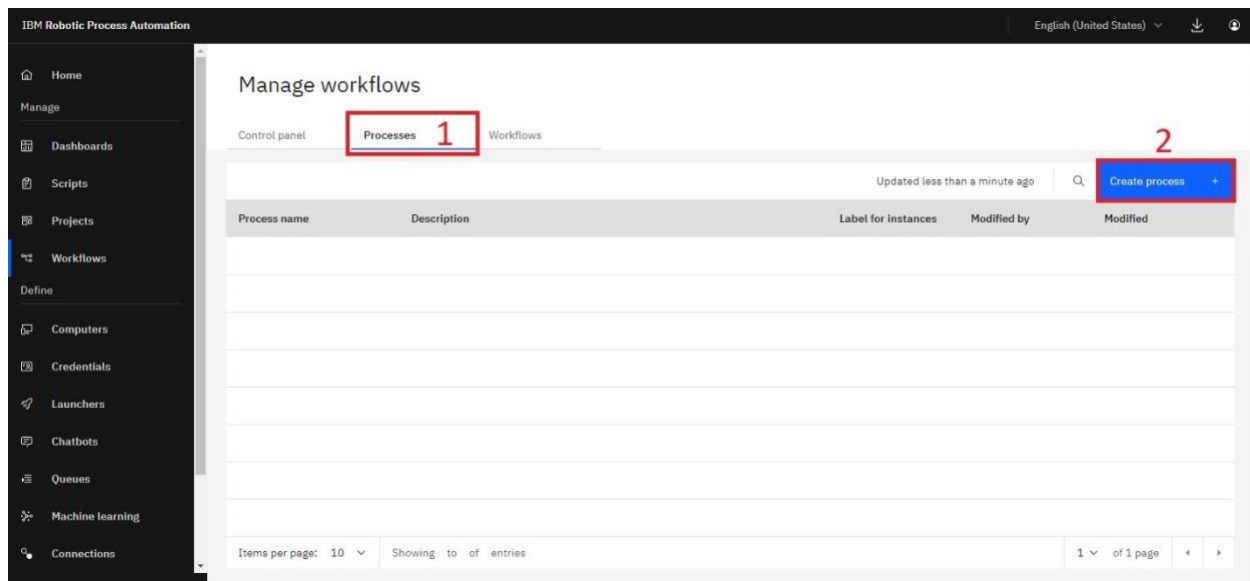 IBM Robotic Process Automation
English (United States)
Home
Manage
Dashboards
Scripts
Projects
Workflows
Define
Computers
Credentials
Launchers
Chatbots
Queues
Machine learning
Connections
Manage workflows
Control panel Processes 1 Workflows
2
Updated less than a minute ago Create process +
Process name Description Label for instances Modified by Modified
Items per page: 10 Showing to of entries 1 of 1 page